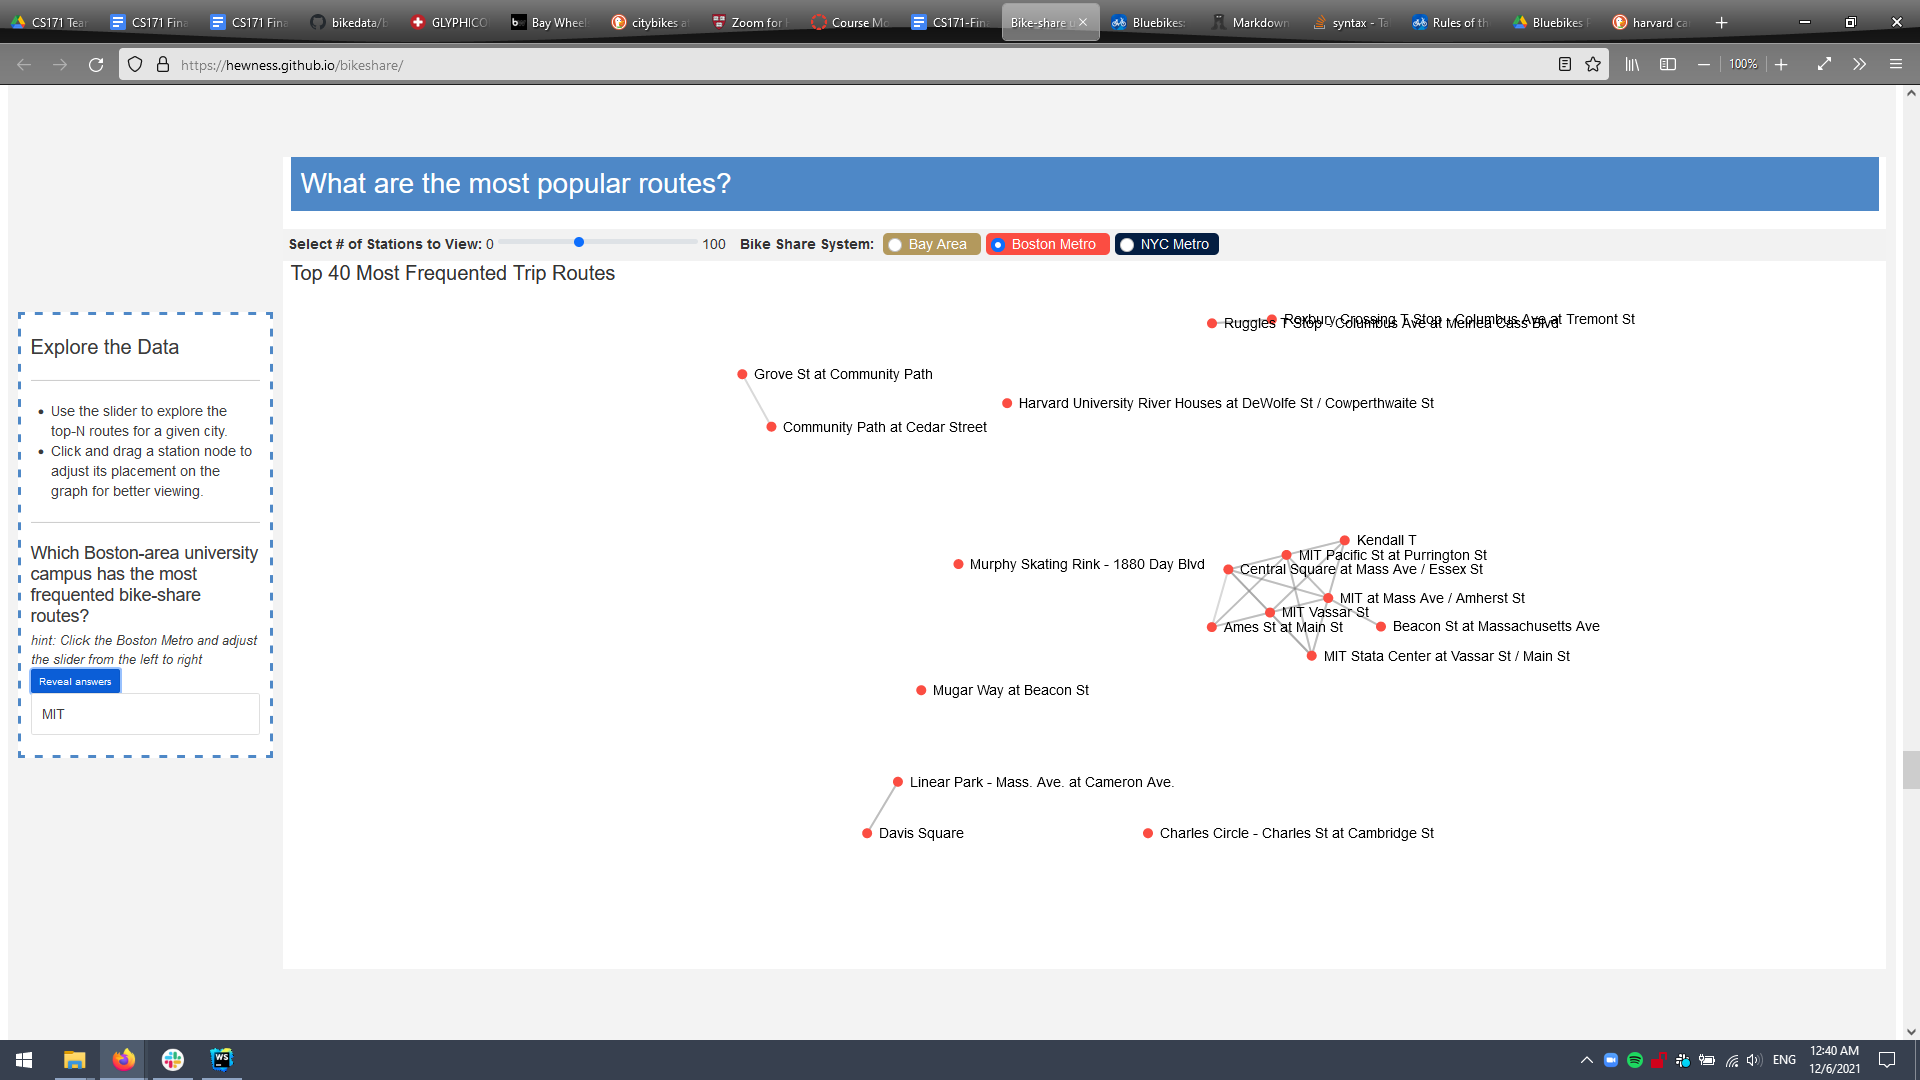 CS171 Tear
CS171 Fina
CS171 Fina
bikedata/b
GLYPHICO
Bay Wheel
citybikes a
Zoom for H
Course Mo
CS171-Fina
Bike-share u
Bluebikes
Markdown
syntax - Ta
Rules of th
Bluebikes F
harvard ca
https://hewness.github.io/bikeshare/
100%
What are the most popular routes?
Select # of Stations to View: 0 100 Bike Share System: Bay Area Boston Metro NYC Metro
Top 40 Most Frequented Trip Routes
Roxbury Crossing T Stop - Columbus Ave at Tremont St
Ruggles T Stop - Columbus Ave at Melnea Cass Blvd
Grove St at Community Path
Harvard University River Houses at DeWolfe St / Cowperthwaite St
Community Path at Cedar Street
Kendall T
MIT Pacific St at Purrington St
Murphy Skating Rink - 1880 Day Blvd
Central Square at Mass Ave / Essex St
MIT at Mass Ave / Amherst St
MIT Vassar St
Ames St at Main St
Beacon St at Massachusetts Ave
MIT Stata Center at Vassar St / Main St
Mugar Way at Beacon St
Linear Park - Mass. Ave. at Cameron Ave.
Davis Square
Charles Circle - Charles St at Cambridge St
Explore the Data
• Use the slider to explore the
top-N routes for a given city.
• Click and drag a station node to
adjust its placement on the
graph for better viewing.
Which Boston-area university
campus has the most
frequented bike-share
routes?
hint: Click the Boston Metro and adjust
the slider from the left to right
Reveal answers
MIT
WS
ENG
12:40 AM
12/6/2021